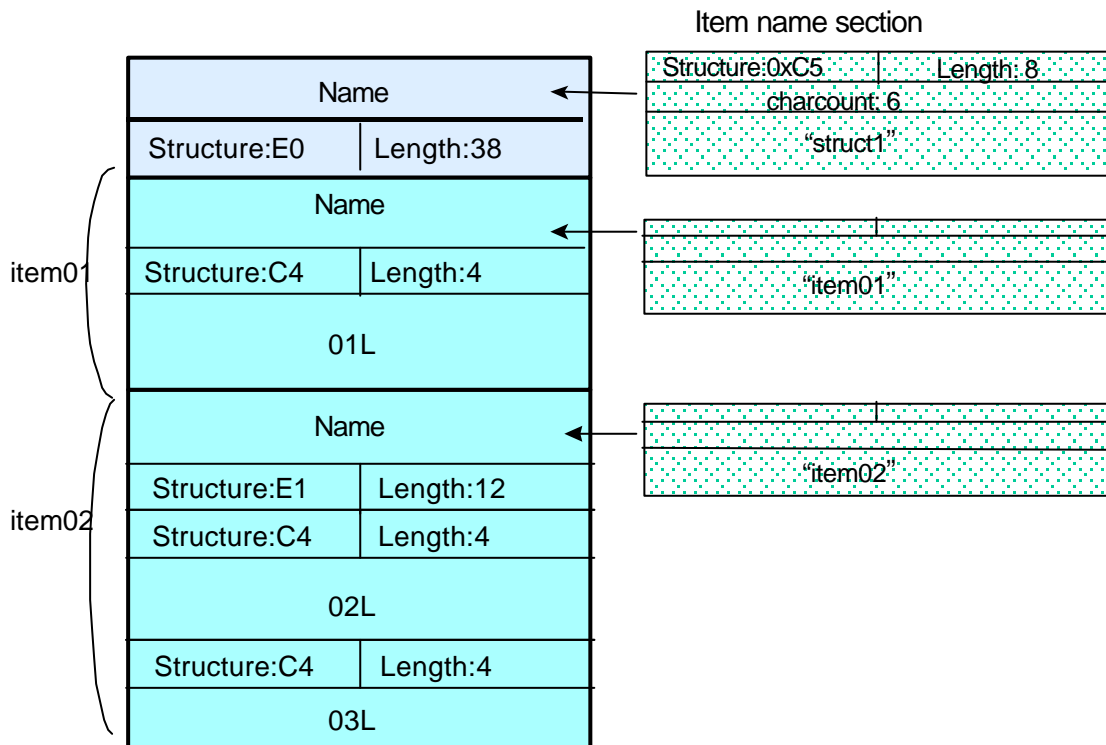 Item name section
Structure:0xC5 Length: 8
charcount: 6
“struct1”
Name
Structure:E0 Length:38
item01
Name
Structure:C4 Length:4
“item01”
01L
item02
Name
“item02”
Structure:E1 Length:12
Structure:C4 Length:4
02L
Structure:C4 Length:4
03L